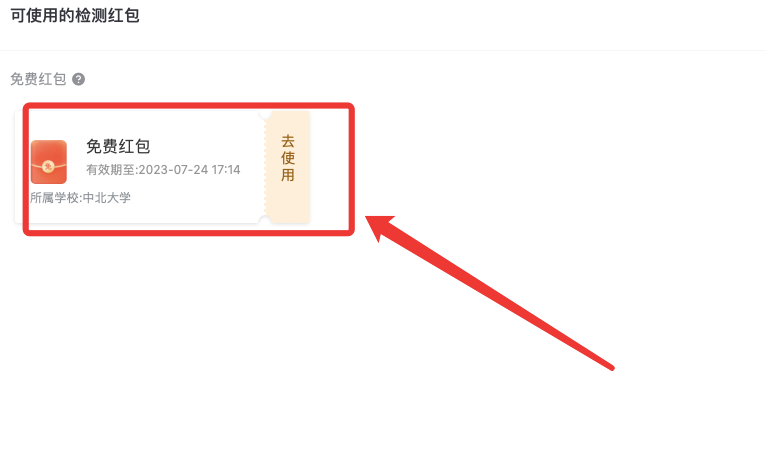 可使用的检测红包
免费红包 ?
免费红包
有效期至:2023-07-24 17:14
所属学校:中北大学
免
去使用